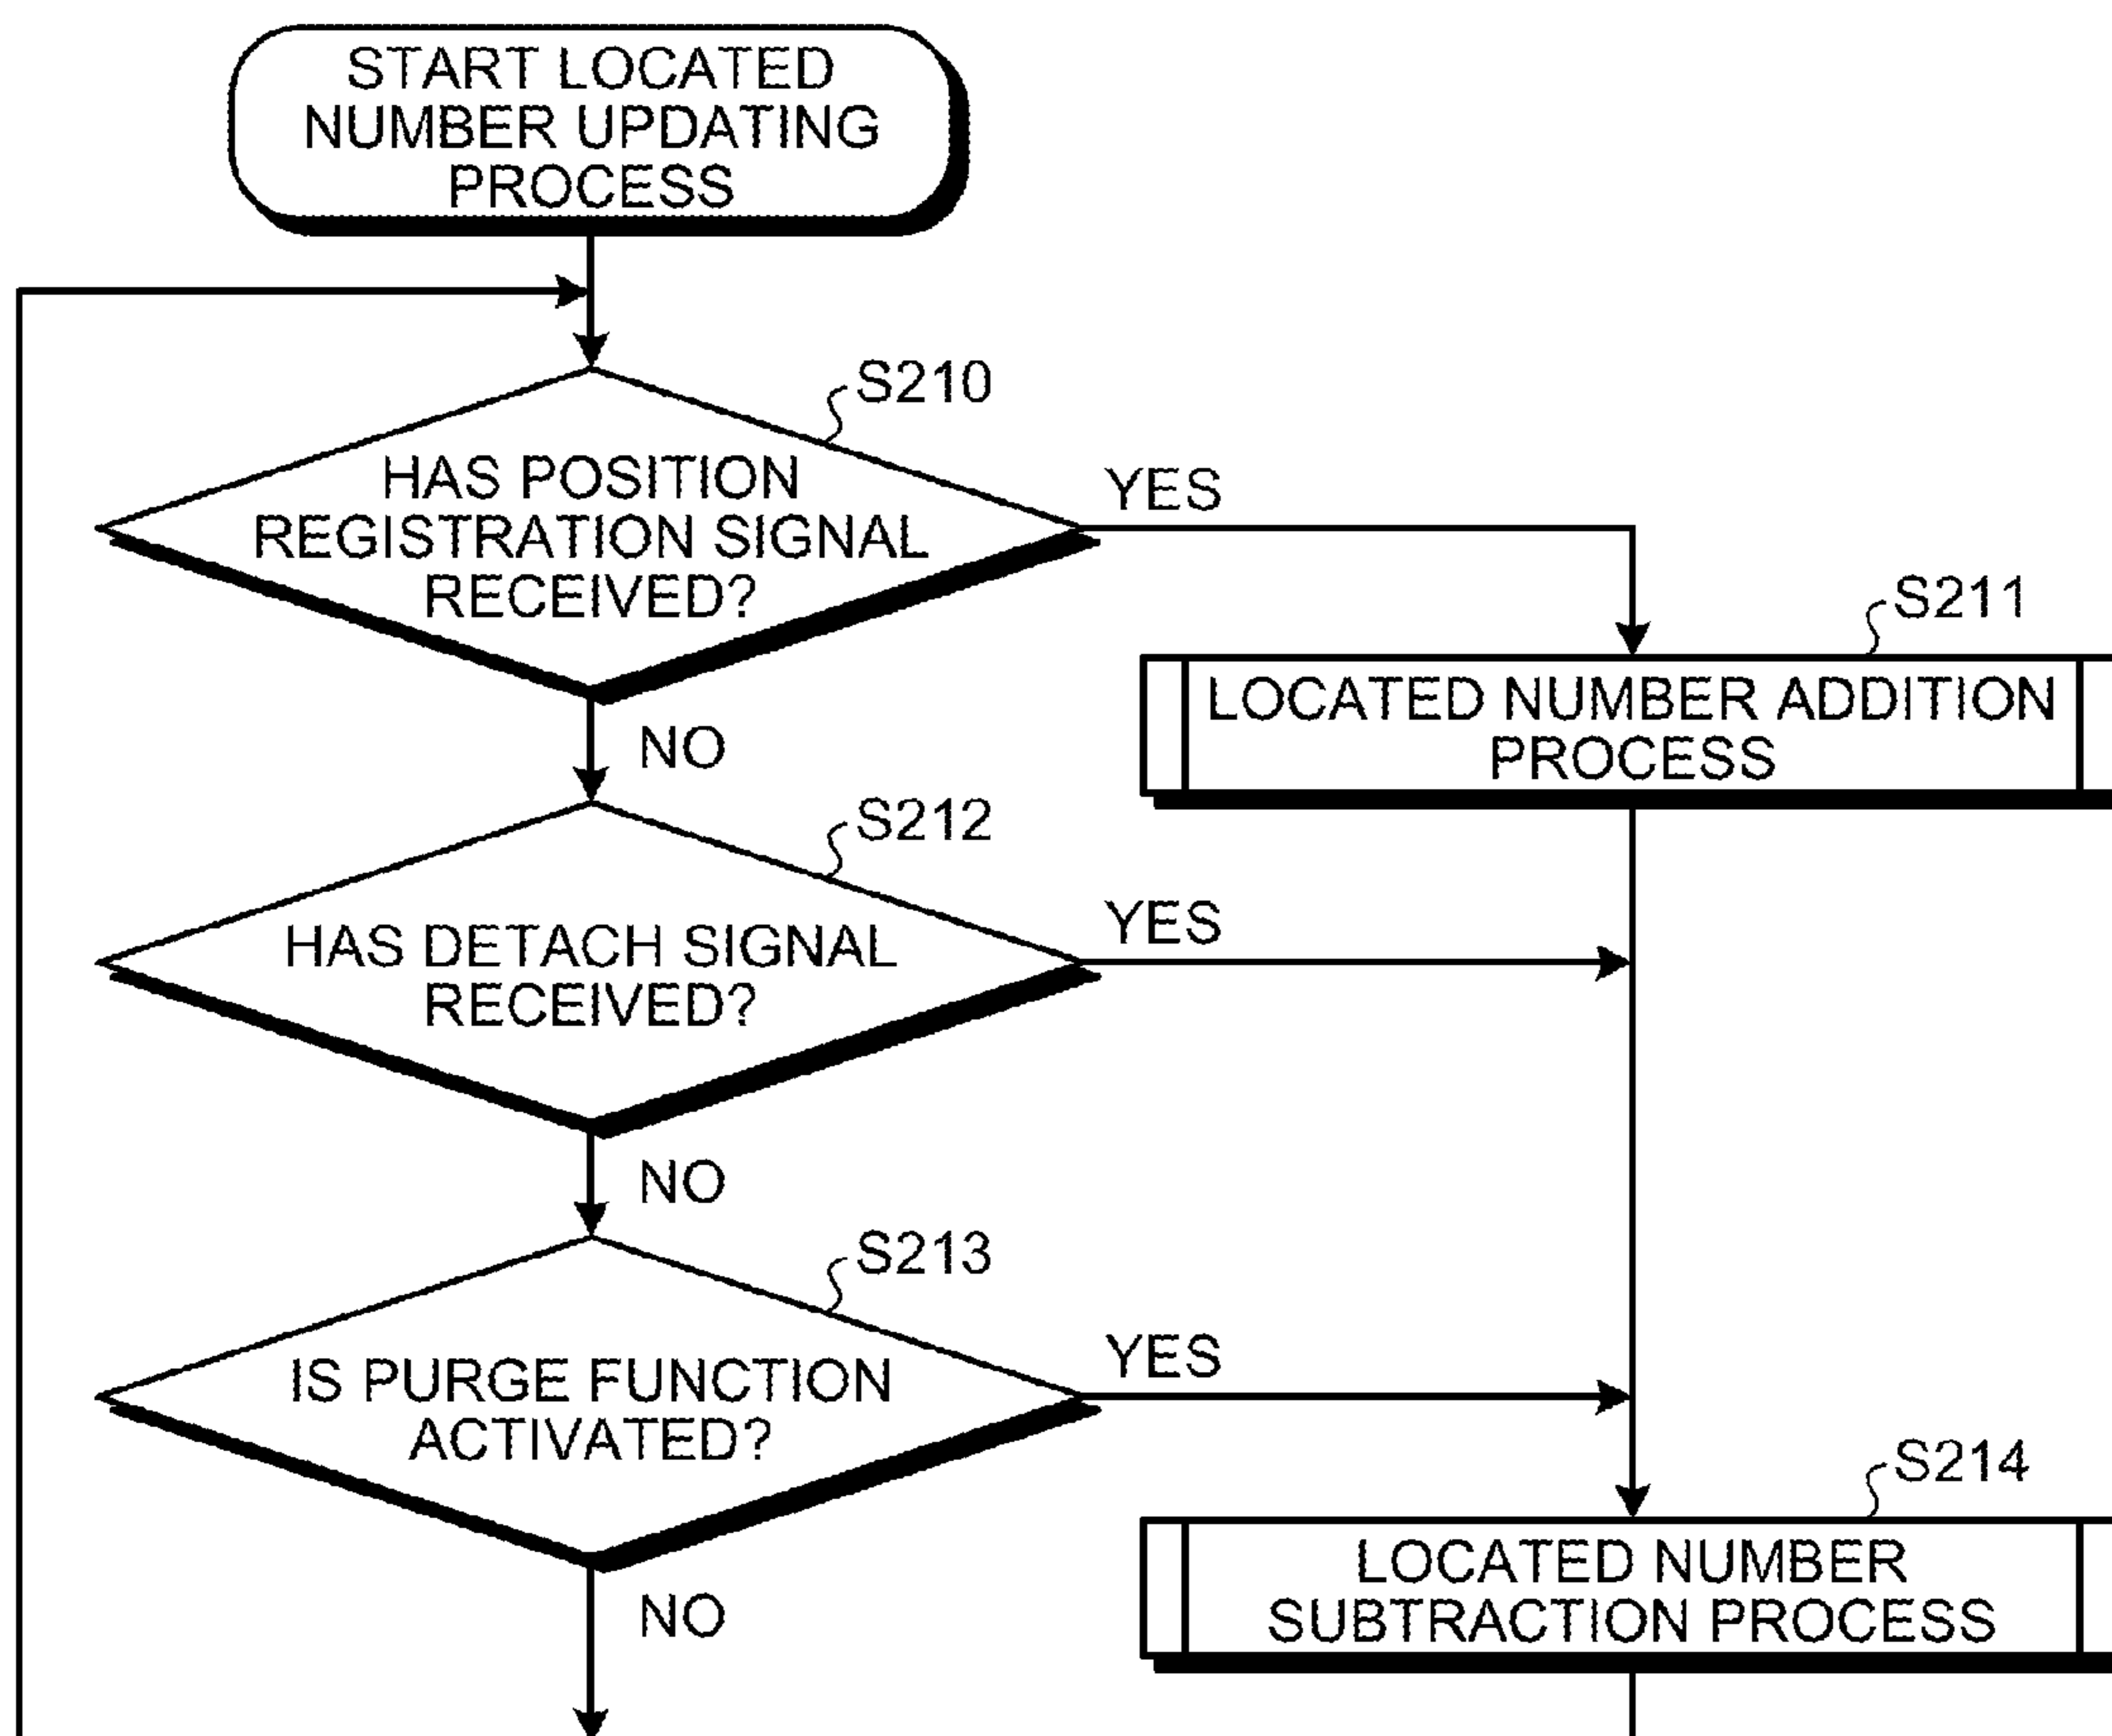 START LOCATED
NUMBER UPDATING
PROCESS
S210
HAS POSITION
REGISTRATION SIGNAL
RECEIVED?
YES
S211
LOCATED NUMBER ADDITION
PROCESS
NO
S212
HAS DETACH SIGNAL
RECEIVED?
YES
NO
S213
IS PURGE FUNCTION
ACTIVATED?
YES
S214
LOCATED NUMBER
SUBTRACTION PROCESS
NO